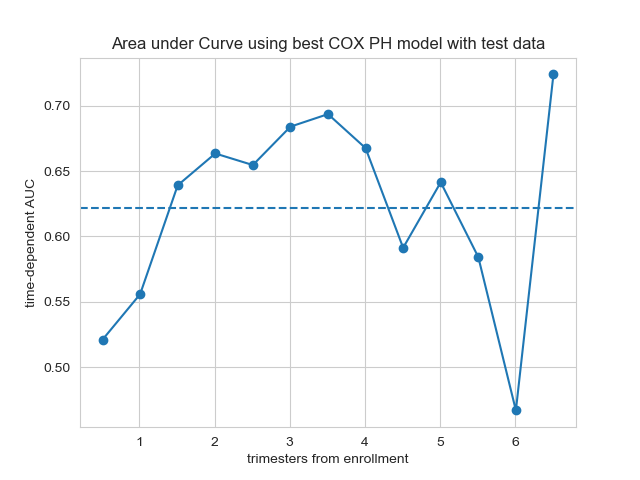 Area under Curve using best COX PH model with test data
time-dependent AUC
0.70
0.65
0.60
0.55
0.50
1 2 3 4 5 6
trimesters from enrollment